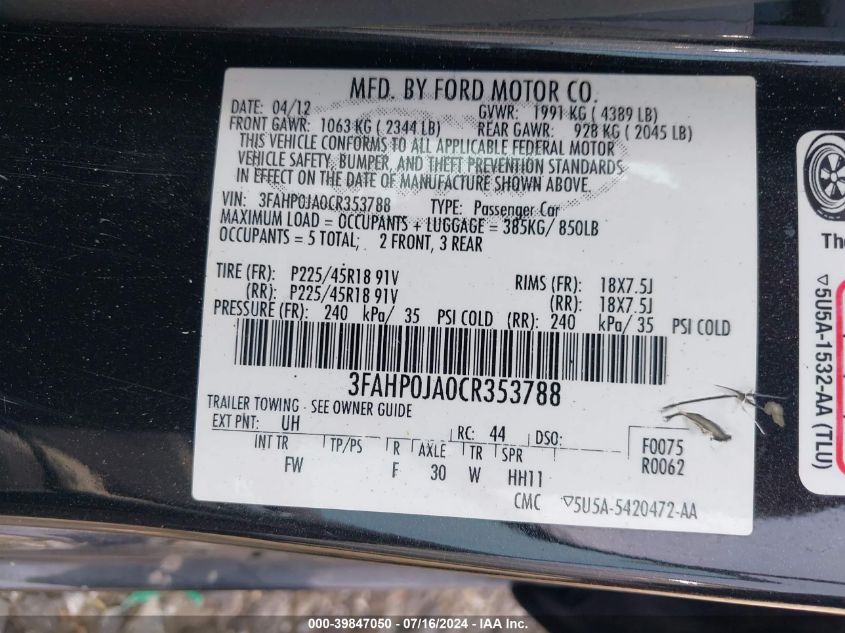 MFD. BY FORD MOTOR CO.
DATE: 04/12 GVWR: 1991 KG ( 4389 LB)
FRONT GAWR: 1063 KG ( 2344 LB) REAR GAWR: 928 KG ( 2045 LB)
THIS VEHICLE CONFORMS TO ALL APPLICABLE FEDERAL MOTOR
VEHICLE SAFETY, BUMPER, AND THEFT PREVENTION STANDARDS
IN EFFECT ON THE DATE OF MANUFACTURE SHOWN ABOVE.
VIN: 3FAHP0JA0CR353788 TYPE: Passenger Car
MAXIMUM LOAD = OCCUPANTS + LUGGAGE = 385KG/ 850LB
OCCUPANTS = 5 TOTAL; 2 FRONT, 3 REAR
TIRE (FR): P225/45R18 91V RIMS (FR): 18X7.5J
(RR): P225/45R18 91V (RR): 18X7.5J
PRESSURE (FR): 240 kPa/ 35 PSI COLD (RR): 240 kPa/ 35 PSI COLD
3FAHP0JA0CR353788
TRAILER TOWING - SEE OWNER GUIDE
EXT PNT: UH RC: 44 DSO: F0075
INT TR TP/PS R AXLE TR SPR R0062
FW F 30 W HH11
CMC ▽5U5A-5420472-AA
The
▽5U5A-1532-AA (TLU)
000-39847050 - 07/16/2024 - IAA Inc.